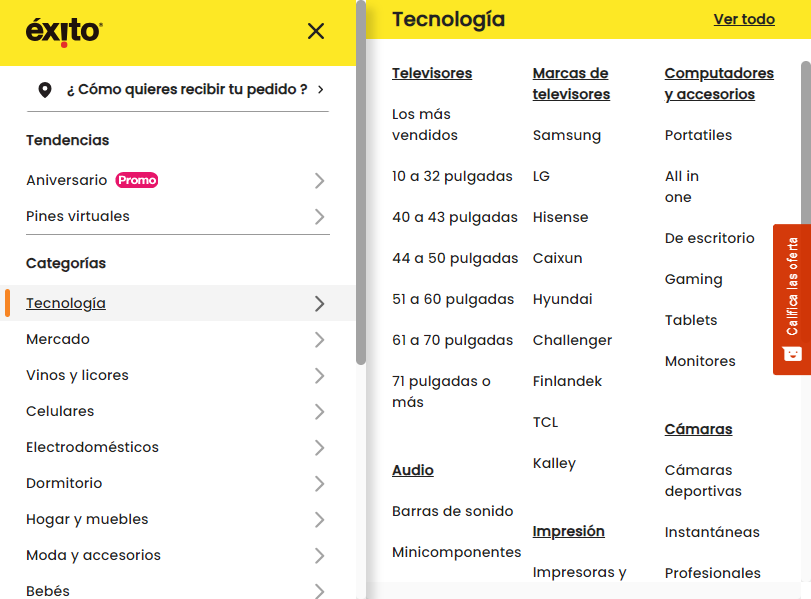 éxito
¿ Cómo quieres recibir tu pedido ?
Tendencias
Aniversario Promo
Pines virtuales
Categorías
Tecnología
Mercado
Vinos y licores
Celulares
Electrodomésticos
Dormitorio
Hogar y muebles
Moda y accesorios
Bebés
Tecnología
Ver todo
Televisores
Los más
vendidos
10 a 32 pulgadas
40 a 43 pulgadas
44 a 50 pulgadas
51 a 60 pulgadas
61 a 70 pulgadas
71 pulgadas o
más
Audio
Barras de sonido
Minicomponentes
Marcas de
televisores
Samsung
LG
Hisense
Caixun
Hyundai
Challenger
Finlandek
TCL
Kalley
Impresión
Impresoras y
Computadores
y accesorios
Portatiles
All in
one
De escritorio
Gaming
Tablets
Monitores
Cámaras
Cámaras
deportivas
Instantáneas
Profesionales
Califica las oferta